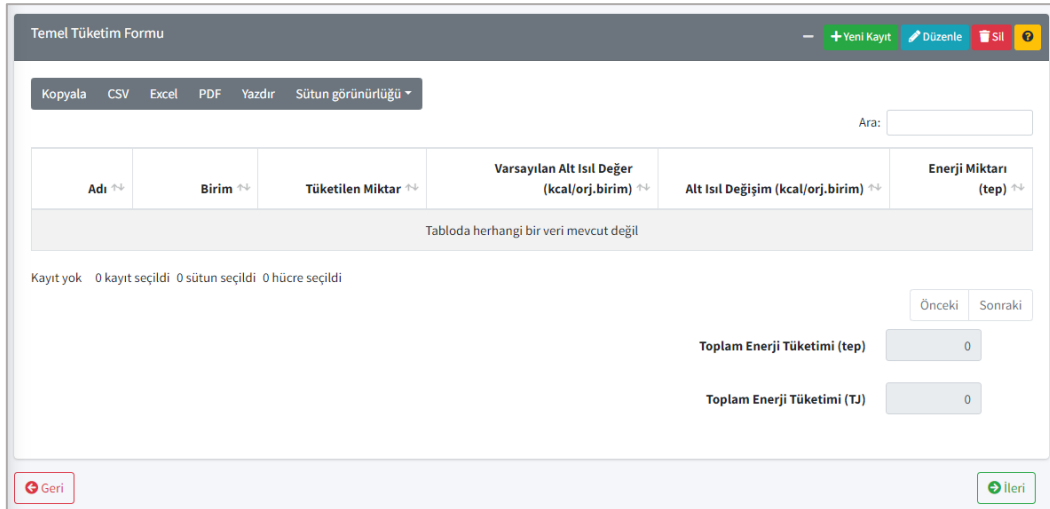 Temel Tüketim Formu
Yeni Kayıt Düzenle Sil
Kopyala CSV Excel PDF Yazdır Sütun görünürlüğü
Ara:
Adı Birim Tüketilen Miktar Varsayılan Alt Isıl Değer (kcal/orj.birim) Alt Isıl Değişim (kcal/orj.birim) Enerji Miktarı (tep)
Tabloda herhangi bir veri mevcut değil
Kayıt yok 0 kayıt seçildi 0 sütun seçildi 0 hücre seçildi
Önceki Sonraki
Toplam Enerji Tüketimi (tep) 0
Toplam Enerji Tüketimi (TJ) 0
Geri İleri